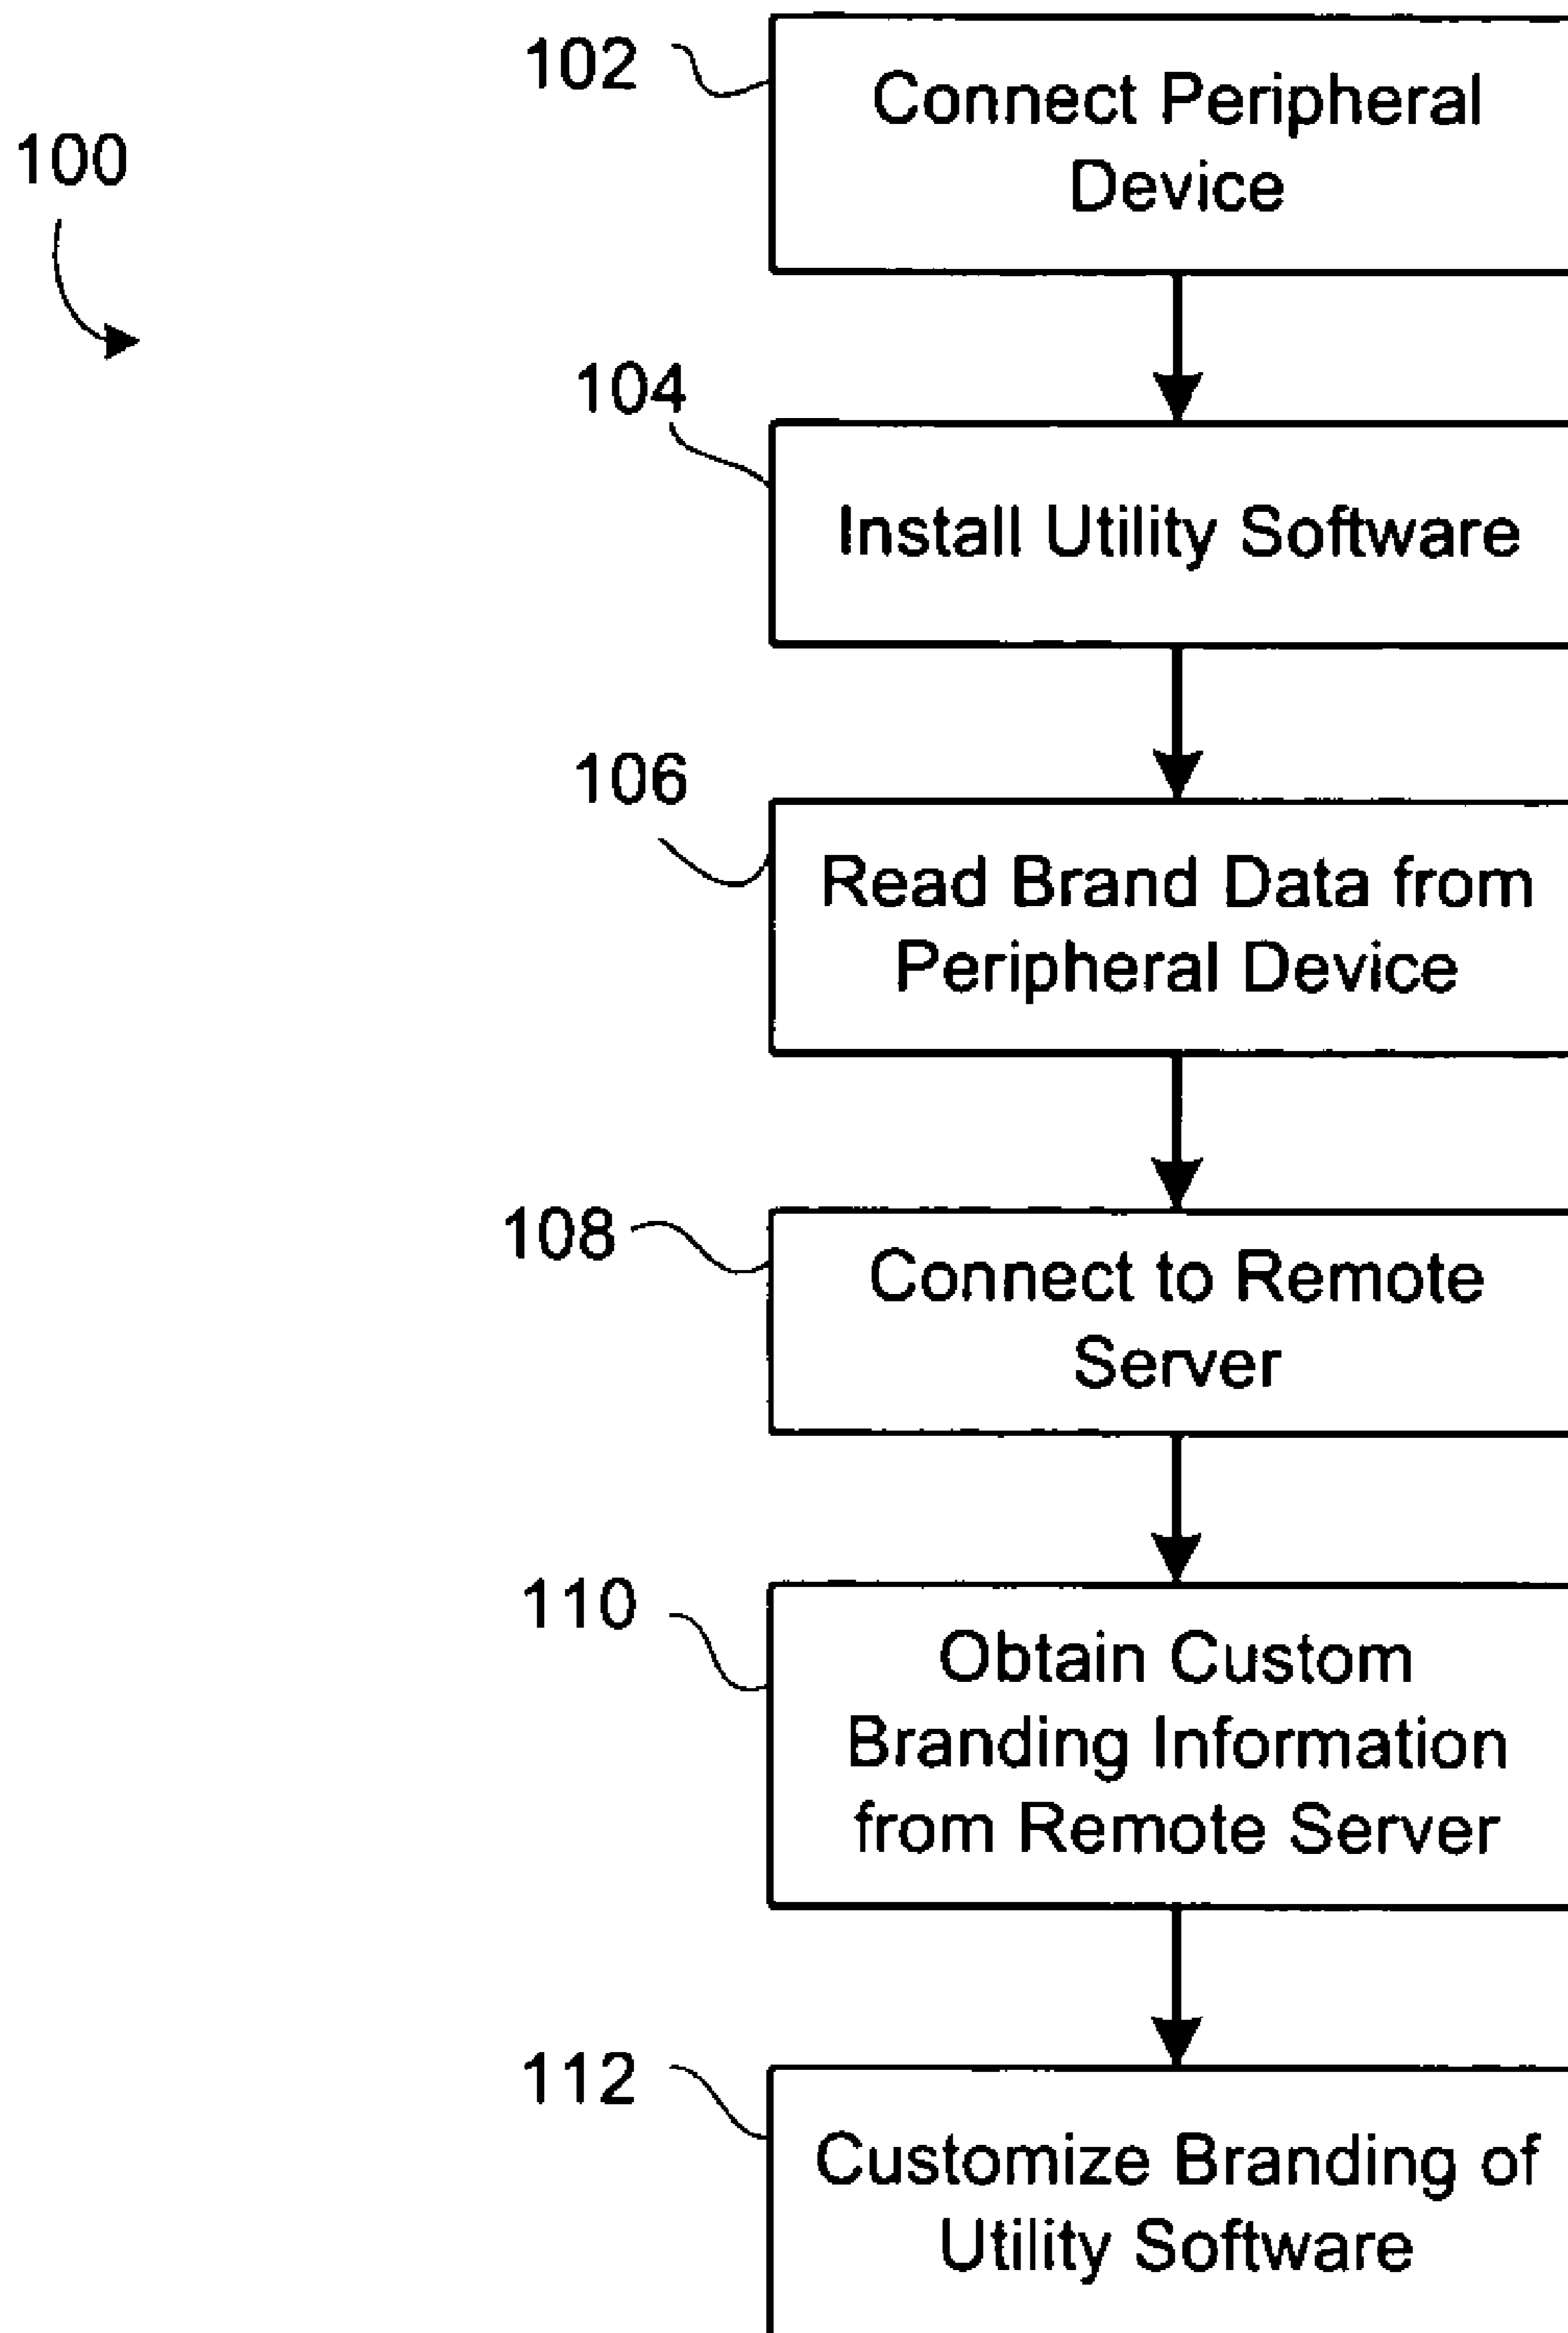 100
102
Connect Peripheral
Device
104
Install Utility Software
106
Read Brand Data from
Peripheral Device
108
Connect to Remote
Server
110
Obtain Custom
Branding Information
from Remote Server
112
Customize Branding of
Utility Software